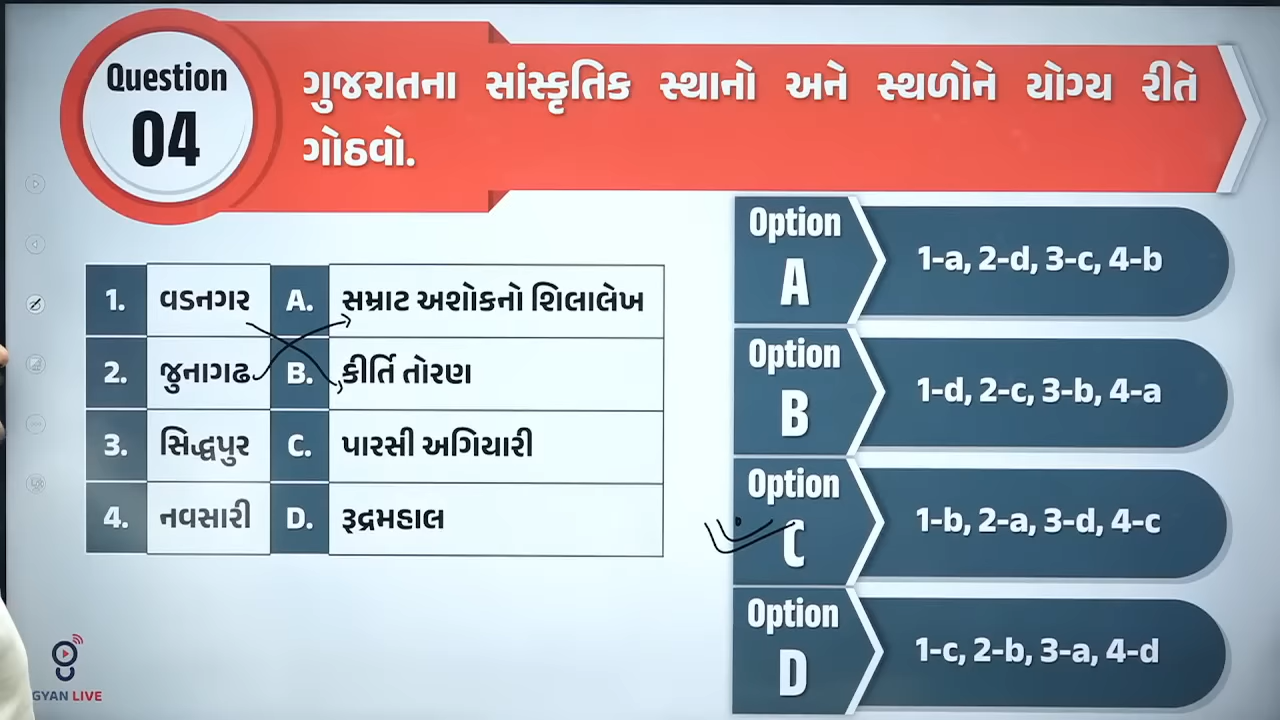 Question
04
ગુજરાતના સાંસ્કૃતિક સ્થાનો અને સ્થળોને યોગ્ય રીતે
ગોઠવો.
1. વડનગર A. સમ્રાટ અશોકનો શિલાલેખ
2. જુનાગઢ B. કીર્તિ તોરણ
3. સિદ્ધપુર C. પારસી અગિયારી
4. નવસારી D. રૂદ્રમહાલ
Option
A
1-a, 2-d, 3-c, 4-b
Option
B
1-d, 2-c, 3-b, 4-a
Option
C
1-b, 2-a, 3-d, 4-c
Option
D
1-c, 2-b, 3-a, 4-d
GYAN LIVE